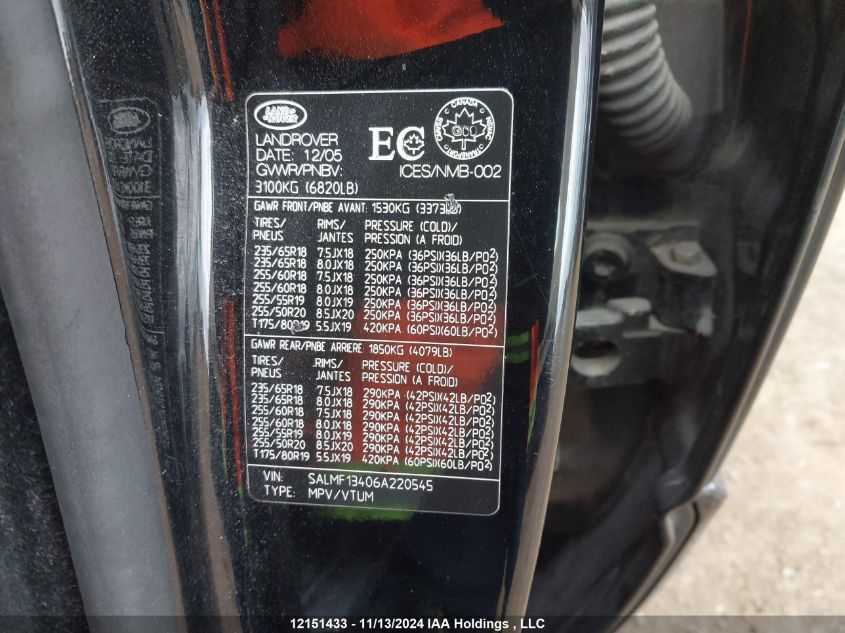 LAND ROVER
LANDROVER
DATE: 12/05
GWWR/PNBV:
3100KG (6820LB)
EC
CANADA
TRANSPORT
ICES/NMB-002
GAWR FRONT/PNBE AVANT: 1530KG (3373LB)
TIRES/ RIMS/ PRESSURE (COLD)/
PNEUS JANTES PRESSION (A FROID)
235/65R18 7.5JX18 250KPA (36PSI)(36LB/PO2)
235/65R18 8.0JX18 250KPA (36PSI)(36LB/PO2)
255/60R18 7.5JX18 250KPA (36PSI)(36LB/PO2)
255/60R18 8.0JX18 250KPA (36PSI)(36LB/PO2)
255/55R19 8.0JX19 250KPA (36PSI)(36LB/PO2)
255/50R20 8.5JX20 250KPA (36PSI)(36LB/PO2)
T175/80R19 5.5JX19 420KPA (60PSI)(60LB/PO2)
GAWR REAR/PNBE ARRIERE: 1850KG (4079LB)
TIRES/ RIMS/ PRESSURE (COLD)/
PNEUS JANTES PRESSION (A FROID)
235/65R18 7.5JX18 290KPA (42PSI)(42LB/PO2)
235/65R18 8.0JX18 290KPA (42PSI)(42LB/PO2)
255/60R18 7.5JX18 290KPA (42PSI)(42LB/PO2)
255/60R18 8.0JX18 290KPA (42PSI)(42LB/PO2)
255/55R19 8.0JX19 290KPA (42PSI)(42LB/PO2)
255/50R20 8.5JX20 290KPA (42PSI)(42LB/PO2)
T175/80R19 5.5JX19 420KPA (60PSI)(60LB/PO2)
VIN: SALMF13406A220545
TYPE: MPV/VTUM
12151433 - 11/13/2024 IAA Holdings , LLC